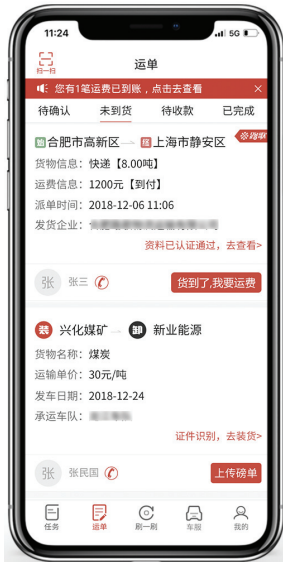 11:24
5G
扫一扫
运单
您有1笔运费已到账，点击去查看
待确认 未到货 待收款 已完成
合肥市高新区 上海市静安区
货物信息：快递【8.00吨】
运费信息：1200元【到付】
派单时间：2018-12-06 11:06
发货企业：
资料已认证通过，去查看>
张 张三 货到了,我要运费
装 兴化煤矿 卸 新业能源
货物名称：煤炭
运输单价：30元/吨
发车日期：2018-12-24
承运车队：
证件识别，去装货>
张 张民国 上传磅单
任务 运单 刷一刷 车服 我的